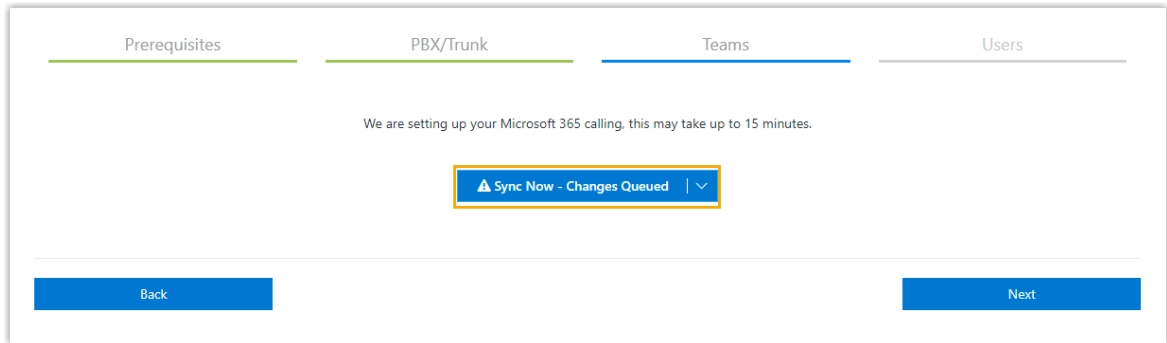 Prerequisites PBX/Trunk Teams Users
We are setting up your Microsoft 365 calling, this may take up to 15 minutes.
Sync Now - Changes Queued
Back Next